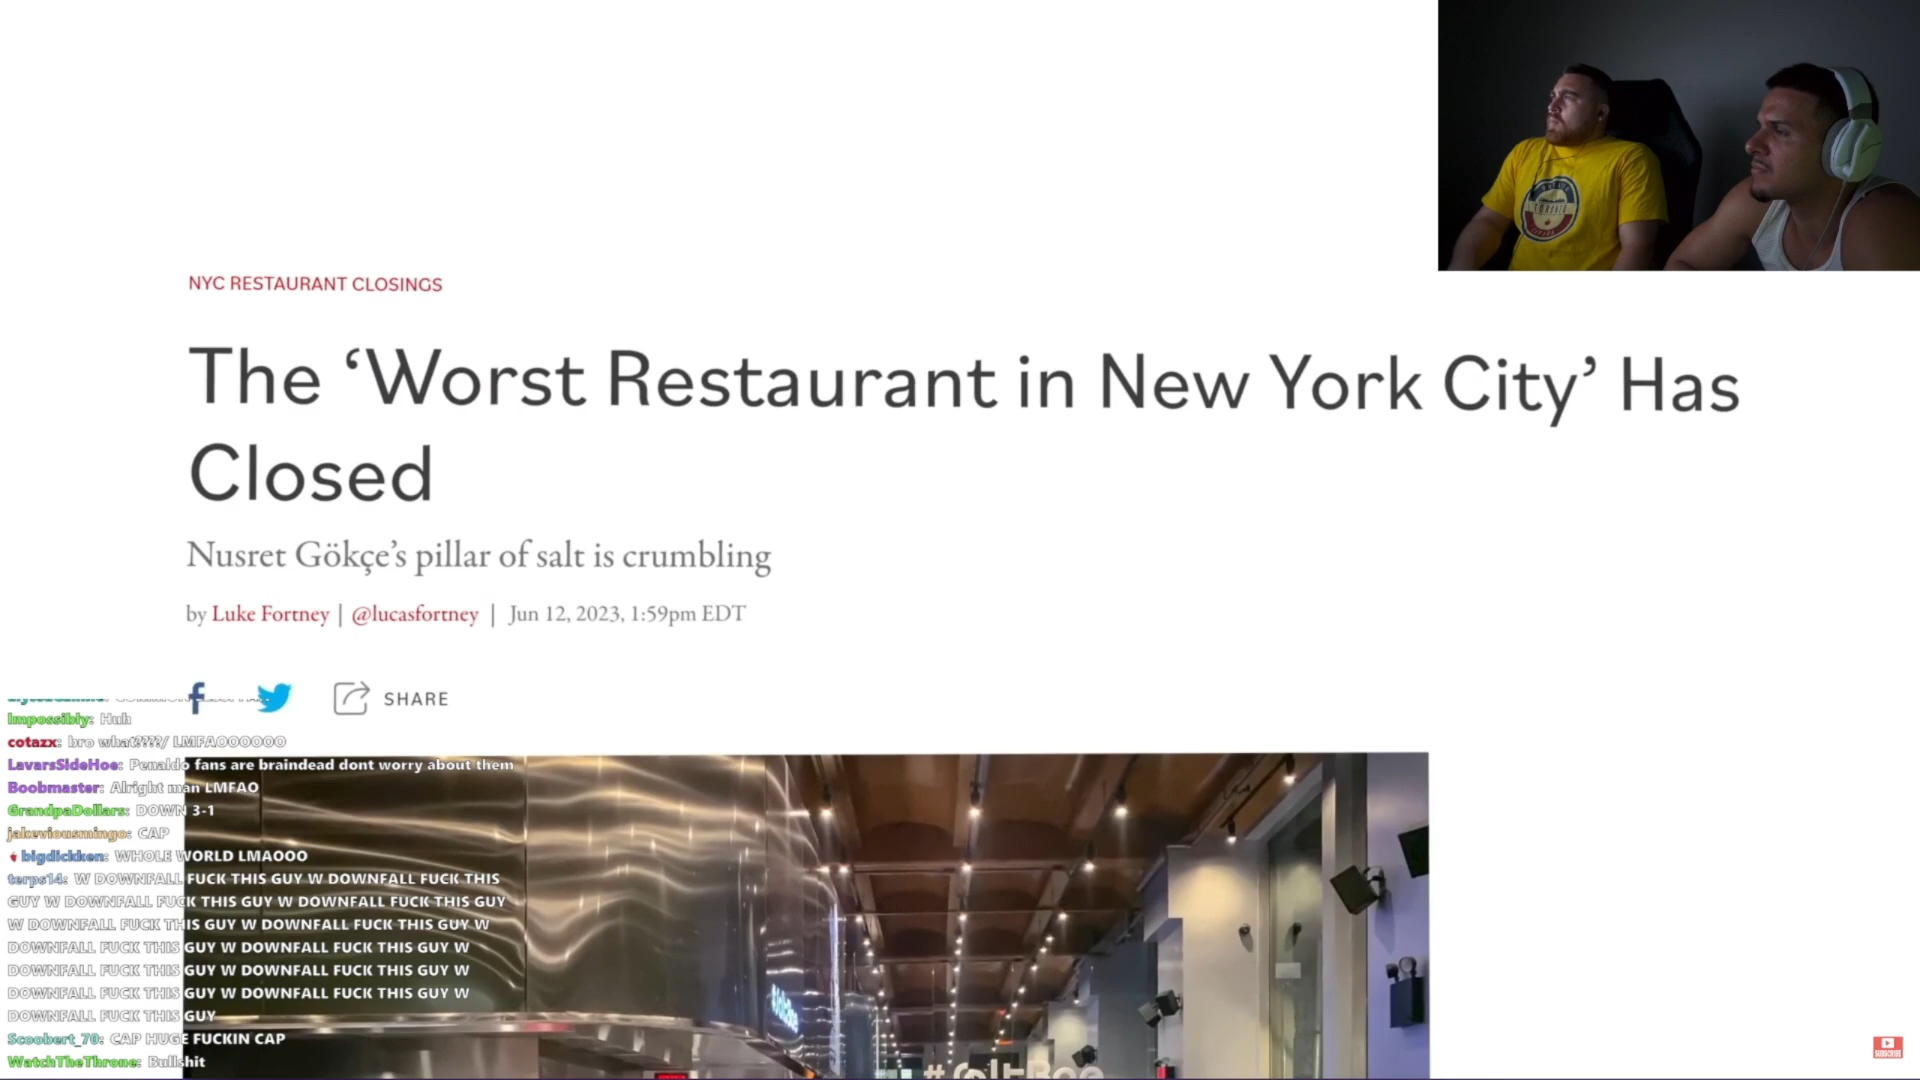 NYC RESTAURANT CLOSINGS
The ‘Worst Restaurant in New York City’ Has
Closed
Nusret Gökçe’s pillar of salt is crumbling
by Luke Fortney | @lucasfortney | Jun 12, 2023, 1:59pm EDT
SHARE
Impossibly: Huh
cotazx: bro what????/ LMFAOOOOOO
LavarsSideHoe: Penaldo fans are braindead dont worry about them
Boobmaster: Alright man LMFAO
GrandpaDollars: DOWN 3-1
jakeviousmingo: CAP
bigdickken: WHOLE WORLD LMAOOO
terps14: W DOWNFALL FUCK THIS GUY W DOWNFALL FUCK THIS
GUY W DOWNFALL FUCK THIS GUY W DOWNFALL FUCK THIS GUY
W DOWNFALL FUCK THIS GUY W DOWNFALL FUCK THIS GUY W
DOWNFALL FUCK THIS GUY W DOWNFALL FUCK THIS GUY W
DOWNFALL FUCK THIS GUY W DOWNFALL FUCK THIS GUY W
DOWNFALL FUCK THIS GUY W DOWNFALL FUCK THIS GUY W
DOWNFALL FUCK THIS GUY
Scoobert_70: CAP HUGE FUCKIN CAP
WatchTheThrone: Bullshit
TORONTO
SUBSCRIBE